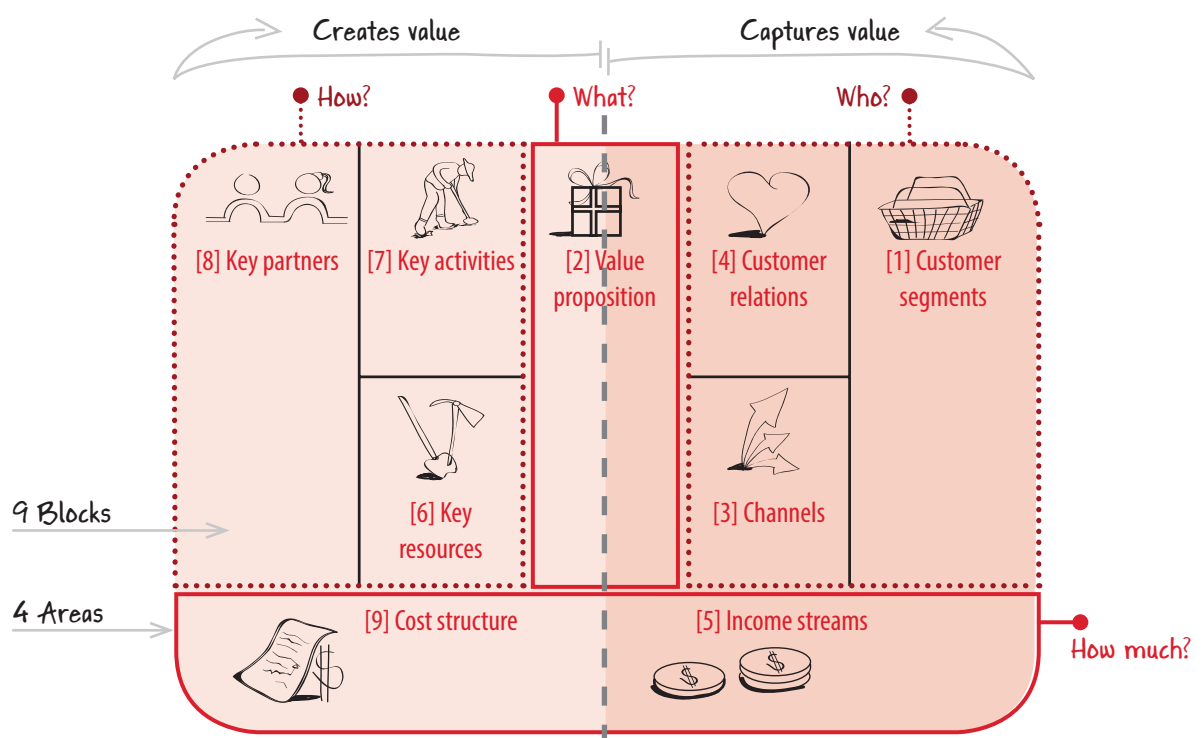 Creates value
Captures value
How?
What?
Who?
[8] Key partners
[7] Key activities
[2] Value
proposition
[4] Customer
relations
[1] Customer
segments
9 Blocks
[6] Key
resources
[3] Channels
4 Areas
[9] Cost structure
[5] Income streams
How much?
$
$
$